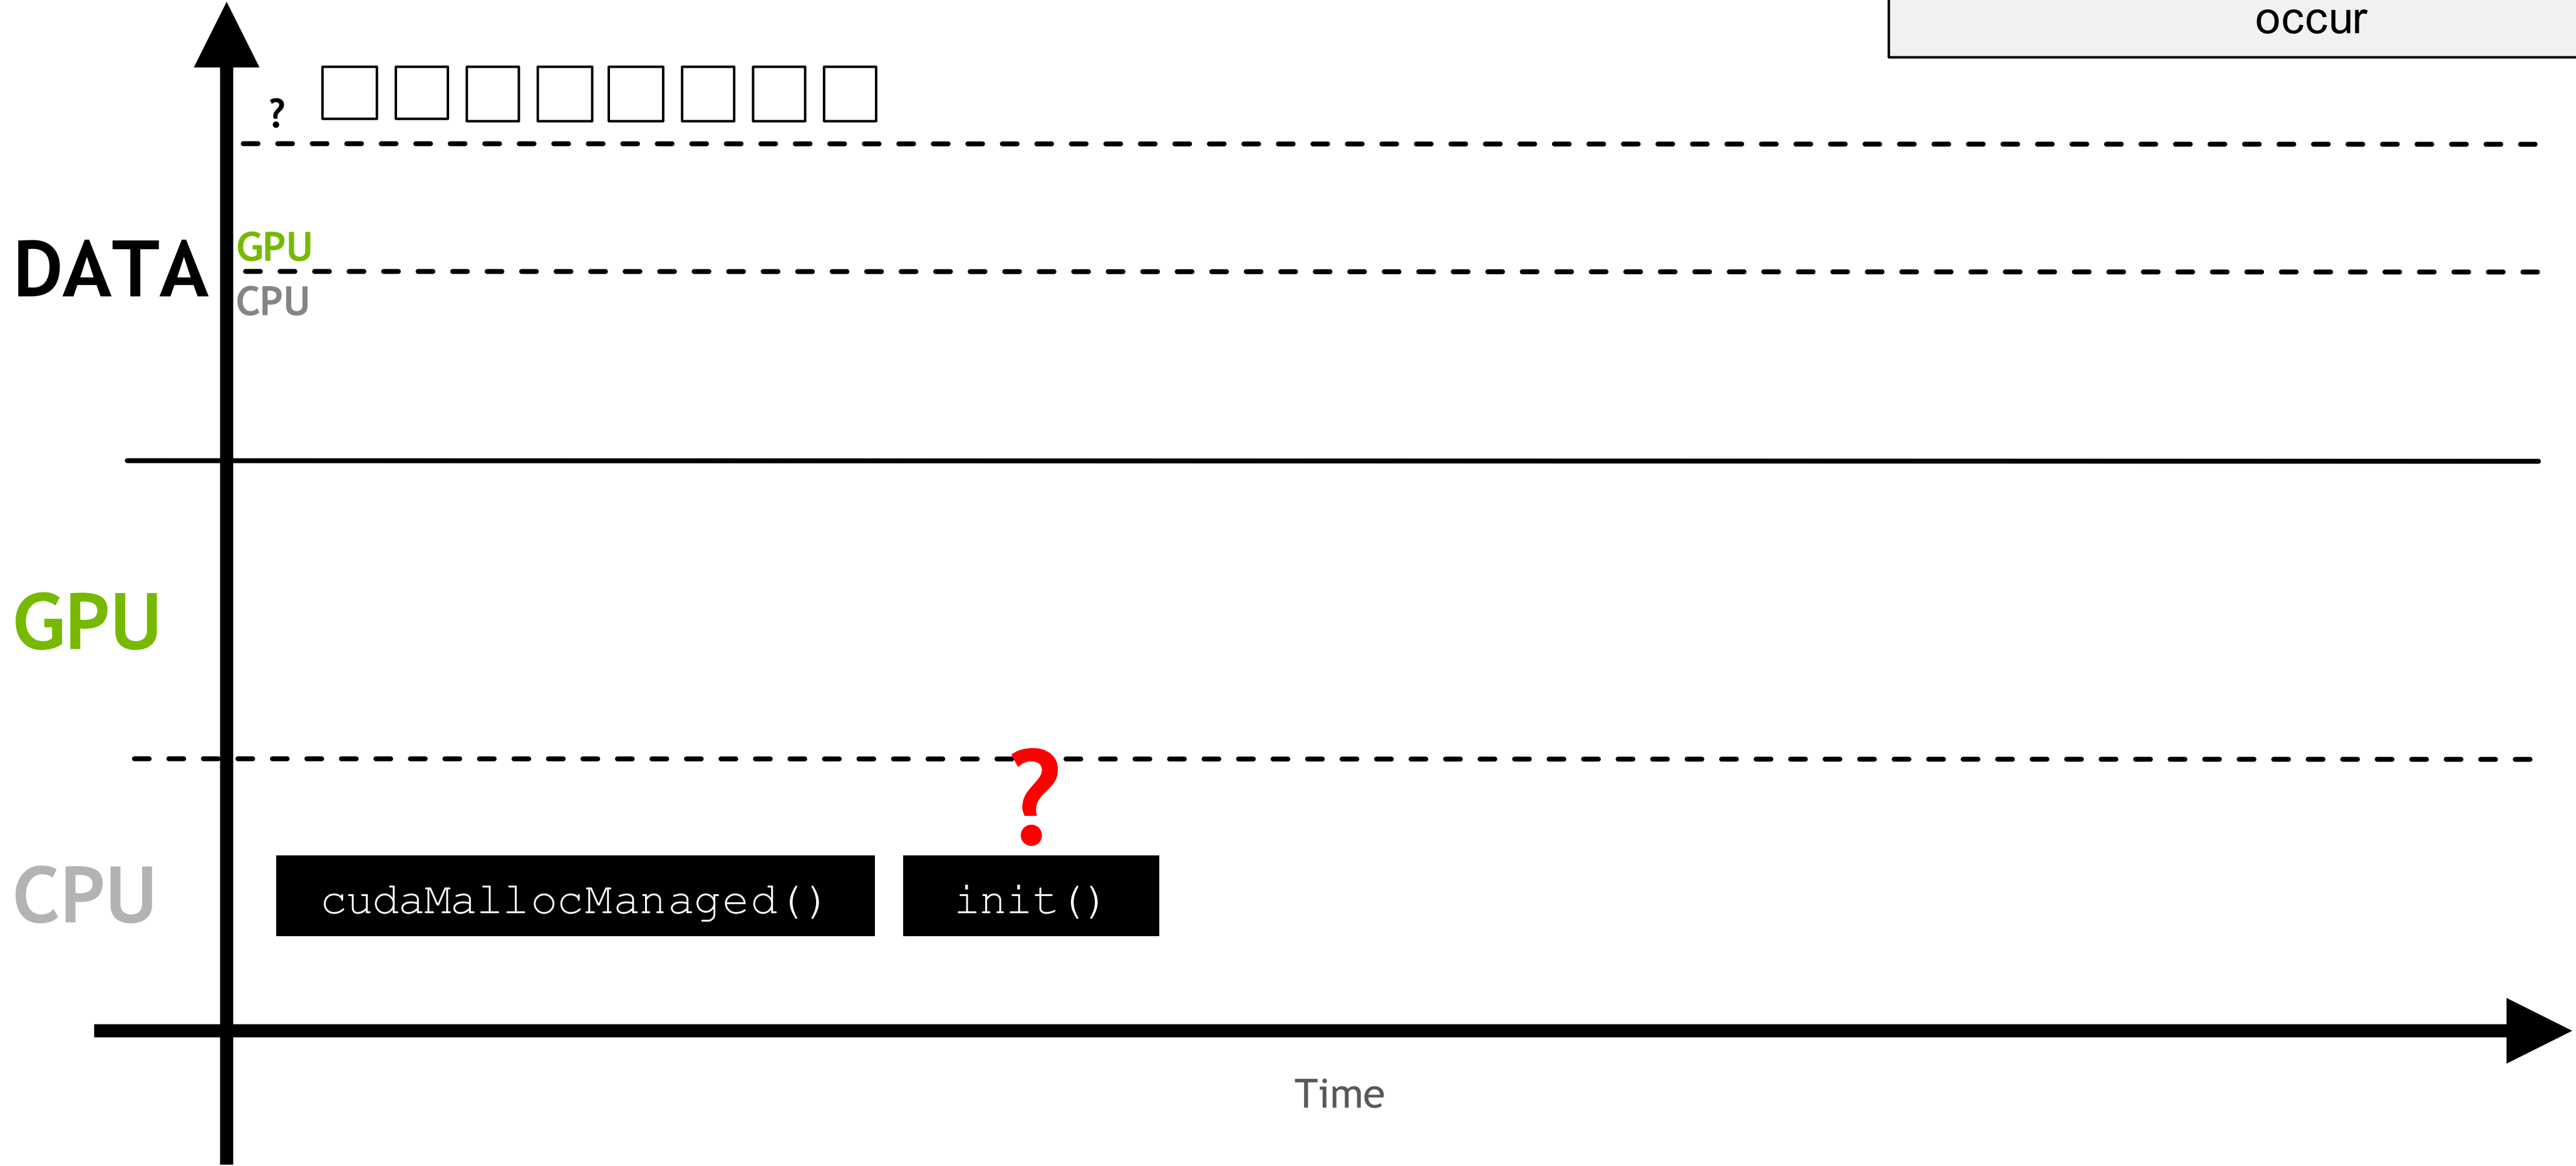 occur
?
DATA
GPU
CPU
GPU
?
CPU
cudaMallocManaged()
init()
Time